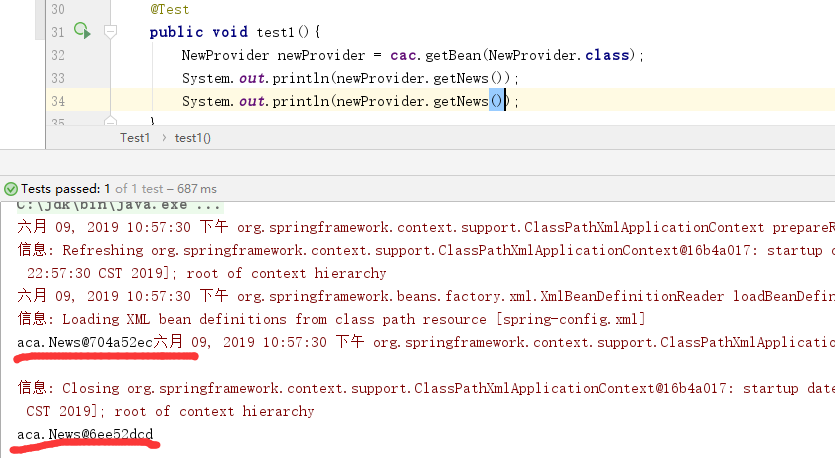 30 @Test
31 public void test1(){
32 NewProvider newProvider = cac.getBean(NewProvider.class);
33 System.out.println(newProvider.getNews());
34 System.out.println(newProvider.getNews());
35 }
Test1 › test1()
Tests passed: 1 of 1 test – 687 ms
C:\jdk\bin\java.exe ...
六月 09, 2019 10:57:30 下午 org.springframework.context.support.ClassPathXmlApplicationContext prepareR
信息: Refreshing org.springframework.context.support.ClassPathXmlApplicationContext@16b4a017: startup d
22:57:30 CST 2019]; root of context hierarchy
六月 09, 2019 10:57:30 下午 org.springframework.beans.factory.xml.XmlBeanDefinitionReader loadBeanDefin
信息: Loading XML bean definitions from class path resource [spring-config.xml]
aca.News@704a52ec六月 09, 2019 10:57:30 下午 org.springframework.context.support.ClassPathXmlApplicatio
信息: Closing org.springframework.context.support.ClassPathXmlApplicationContext@16b4a017: startup date
CST 2019]; root of context hierarchy
aca.News@6ee52dcd